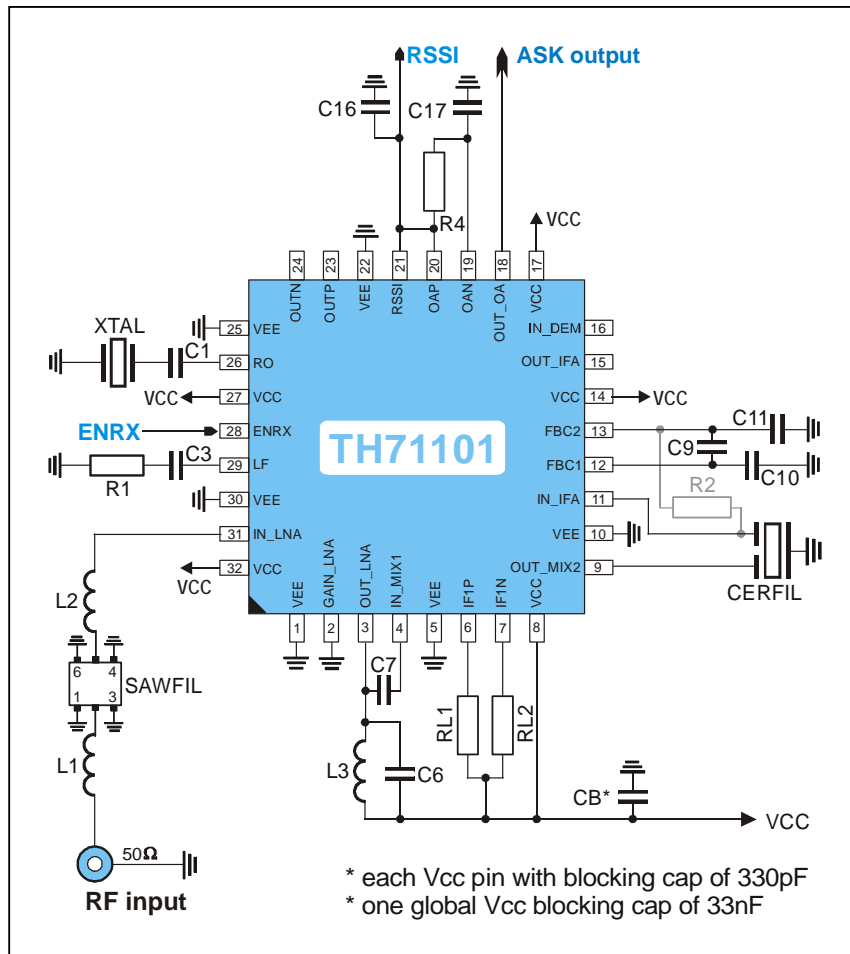 RSSI
ASK output
C16
C17
R4
VCC
24
23
22
21
20
19
18
17
OUTN
OUTP
VEE
RSSI
OAP
OAN
OUT_OA
VCC
XTAL
C1
25
VEE
IN_DEM
16
26
RO
OUT_IFA
15
VCC
27
VCC
VCC
14
VCC
ENRX
28
ENRX
FBC2
13
C11
C9
TH71101
R1
C3
29
LF
FBC1
12
C10
R2
30
VEE
IN_IFA
11
31
IN_LNA
VEE
10
VCC
32
VCC
OUT_MIX2
9
CERFIL
VEE
GAIN_LNA
OUT_LNA
IN_MIX1
VEE
IF1P
IF1N
VCC
1
2
3
4
5
6
7
8
L2
6
4
1
3
SAWFIL
C7
RL1
RL2
L1
L3
C6
CB*
VCC
50Ω
RF input
* each Vcc pin with blocking cap of 330pF
* one global Vcc blocking cap of 33nF